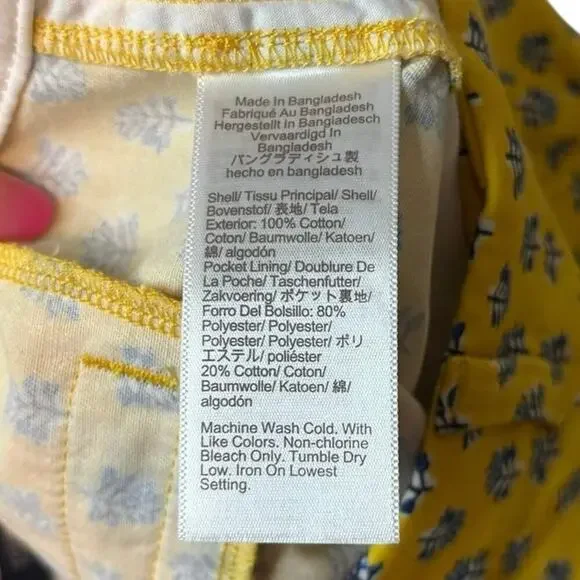 Made In Bangladesh
Fabriqué Au Bangladesh
Hergestellt in Bangladesch
Vervaardigd In
Bangladesh
バングラディシュ製
hecho en bangladesh
Shell/ Tissu Principal/ Shell/
Bovenstof/ 表地/ Tela
Exterior: 100% Cotton/
Coton/ Baumwolle/ Katoen/
綿/ algodón
Pocket Lining/ Doublure De
La Poche/ Taschenfutter/
Zakvoering/ ポケット裏地/
Forro Del Bolsillo: 80%
Polyester/ Polyester/
Polyester/ Polyester/ ポリ
エステル/ poliéster
20% Cotton/ Coton/
Baumwolle/ Katoen/ 綿/
algodón
Machine Wash Cold. With
Like Colors. Non-chlorine
Bleach Only. Tumble Dry
Low. Iron On Lowest
Setting.